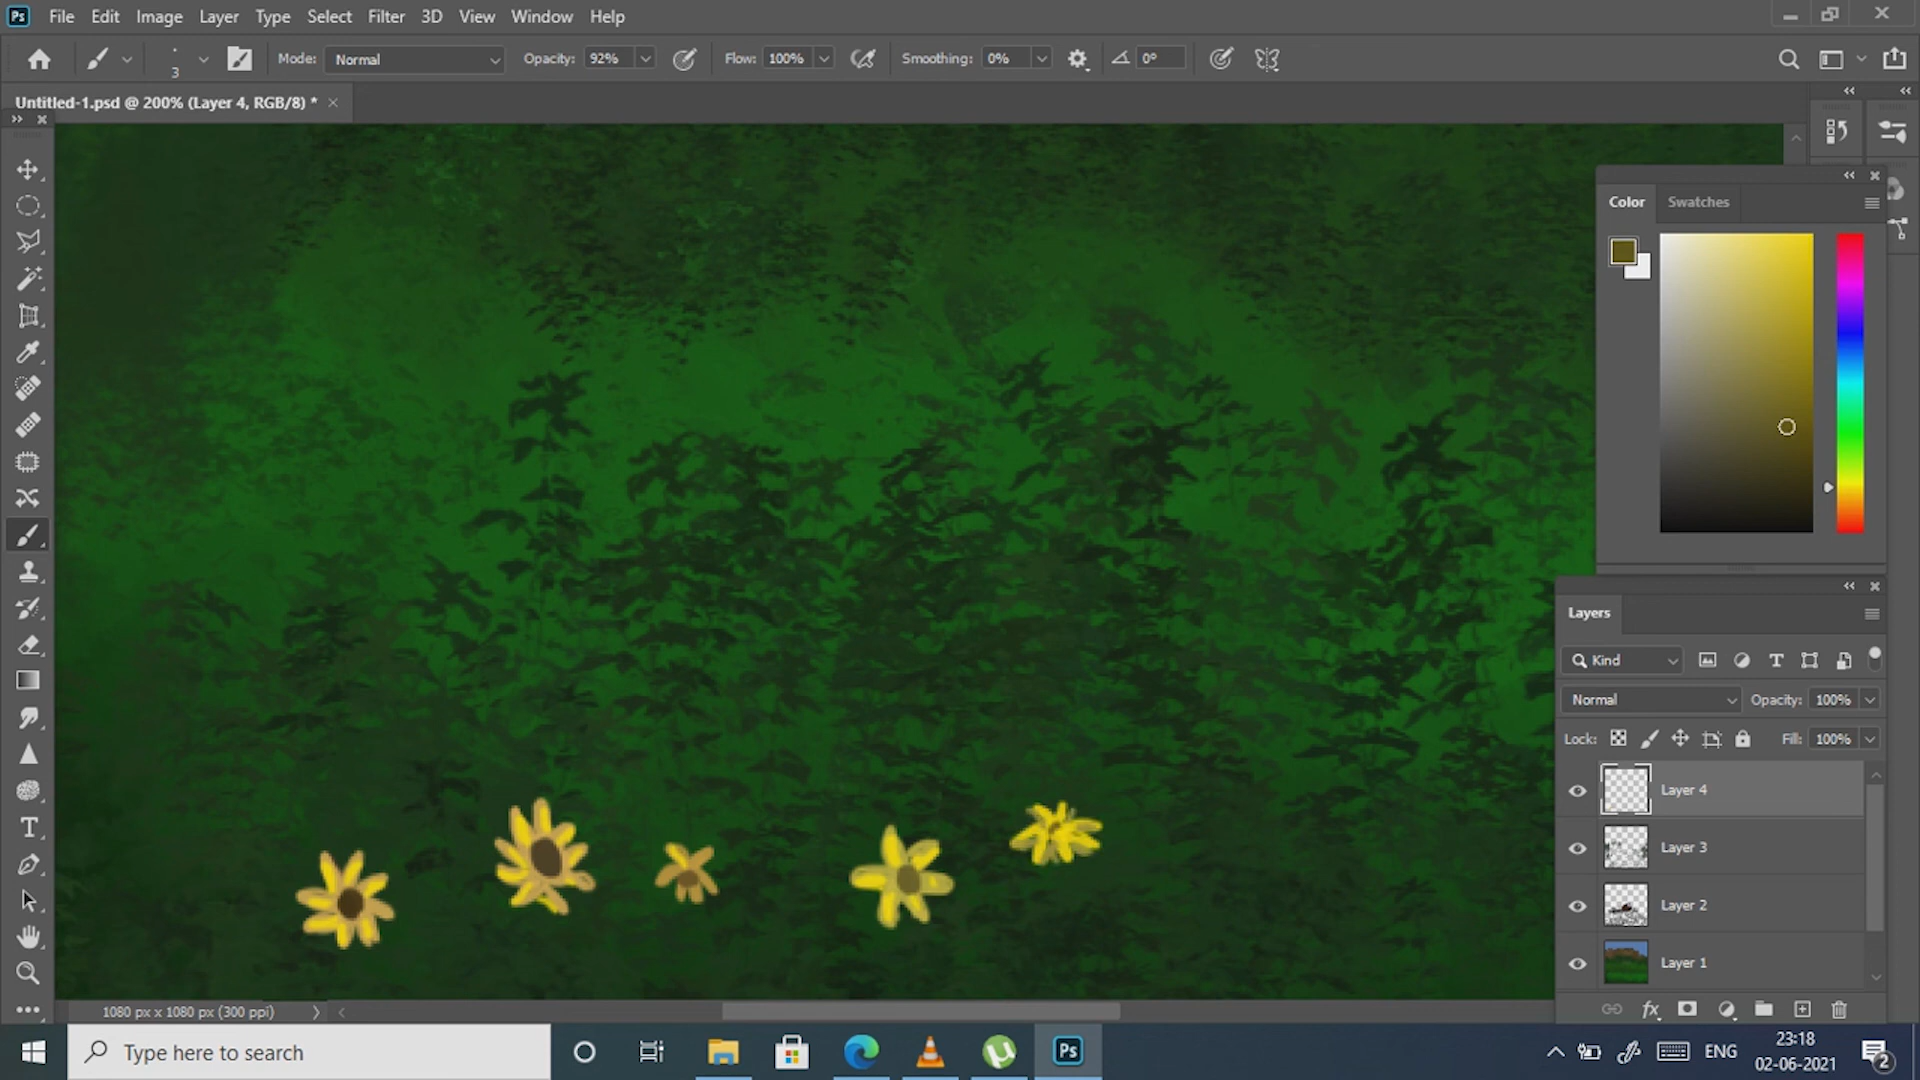 Ps File Edit Image Layer Type Select Filter 3D View Window Help
3 Mode: Normal Opacity: 92% Flow: 100% Smoothing: 0% 0°
Untitled-1.psd @ 200% (Layer 4, RGB/8) *
Color Swatches
Layers
Kind
Normal Opacity: 100%
Lock: Fill: 100%
Layer 4
Layer 3
Layer 2
Layer 1
fx
T
1080 px x 1080 px (300 ppi)
Type here to search
Ps
ENG
23:18
02-06-2021
2